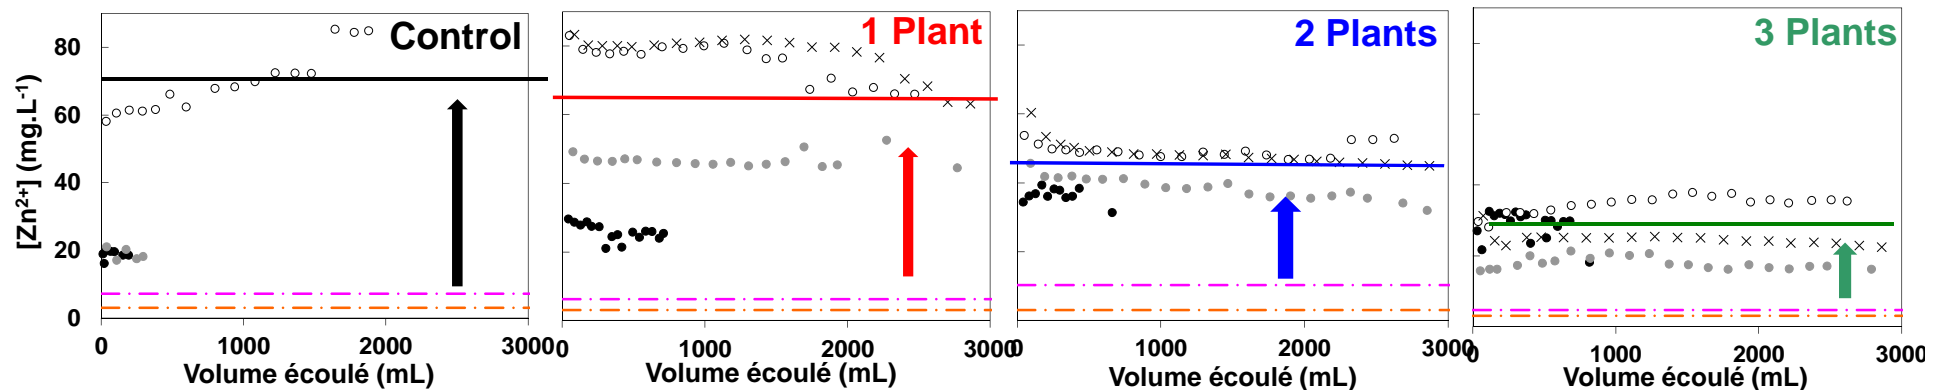 Control
1 Plant
2 Plants
3 Plants
[Zn2+] (mg.L-1)
80
60
40
20
0
0 1000 2000 3000
0 1000 2000 3000
0 1000 2000 3000
0 1000 2000 3000
Volume écoulé (mL)
Volume écoulé (mL)
Volume écoulé (mL)
Volume écoulé (mL)